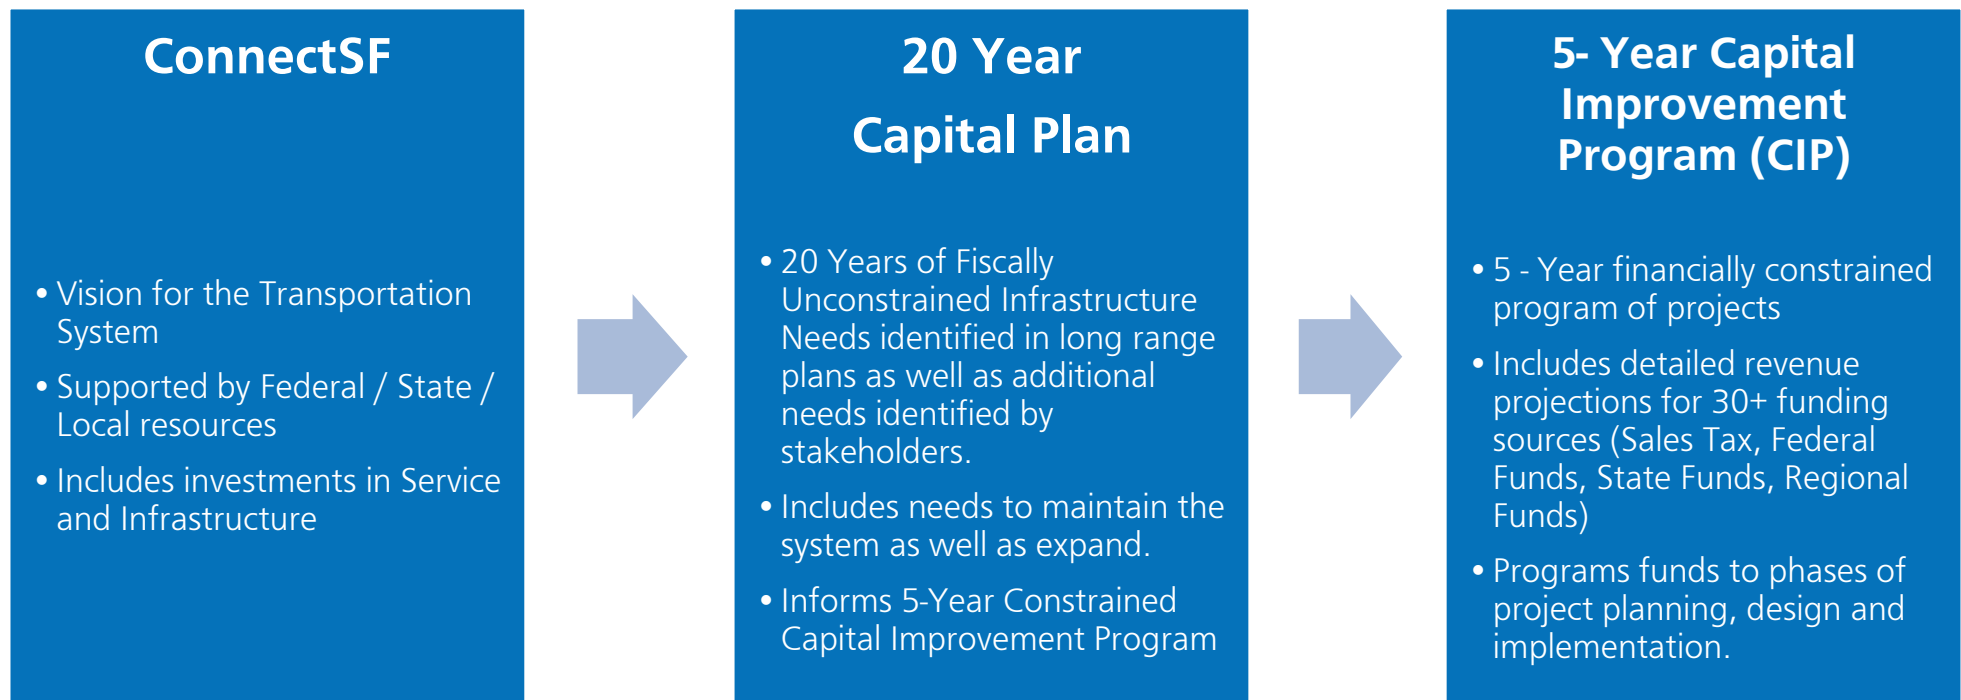 ConnectSF
• Vision for the Transportation
System
• Supported by Federal / State /
Local resources
• Includes investments in Service
and Infrastructure
20 Year
Capital Plan
• 20 Years of Fiscally
Unconstrained Infrastructure
Needs identified in long range
plans as well as additional
needs identified by
stakeholders.
• Includes needs to maintain the
system as well as expand.
• Informs 5-Year Constrained
Capital Improvement Program
5- Year Capital
Improvement
Program (CIP)
• 5 - Year financially constrained
program of projects
• Includes detailed revenue
projections for 30+ funding
sources (Sales Tax, Federal
Funds, State Funds, Regional
Funds)
• Programs funds to phases of
project planning, design and
implementation.